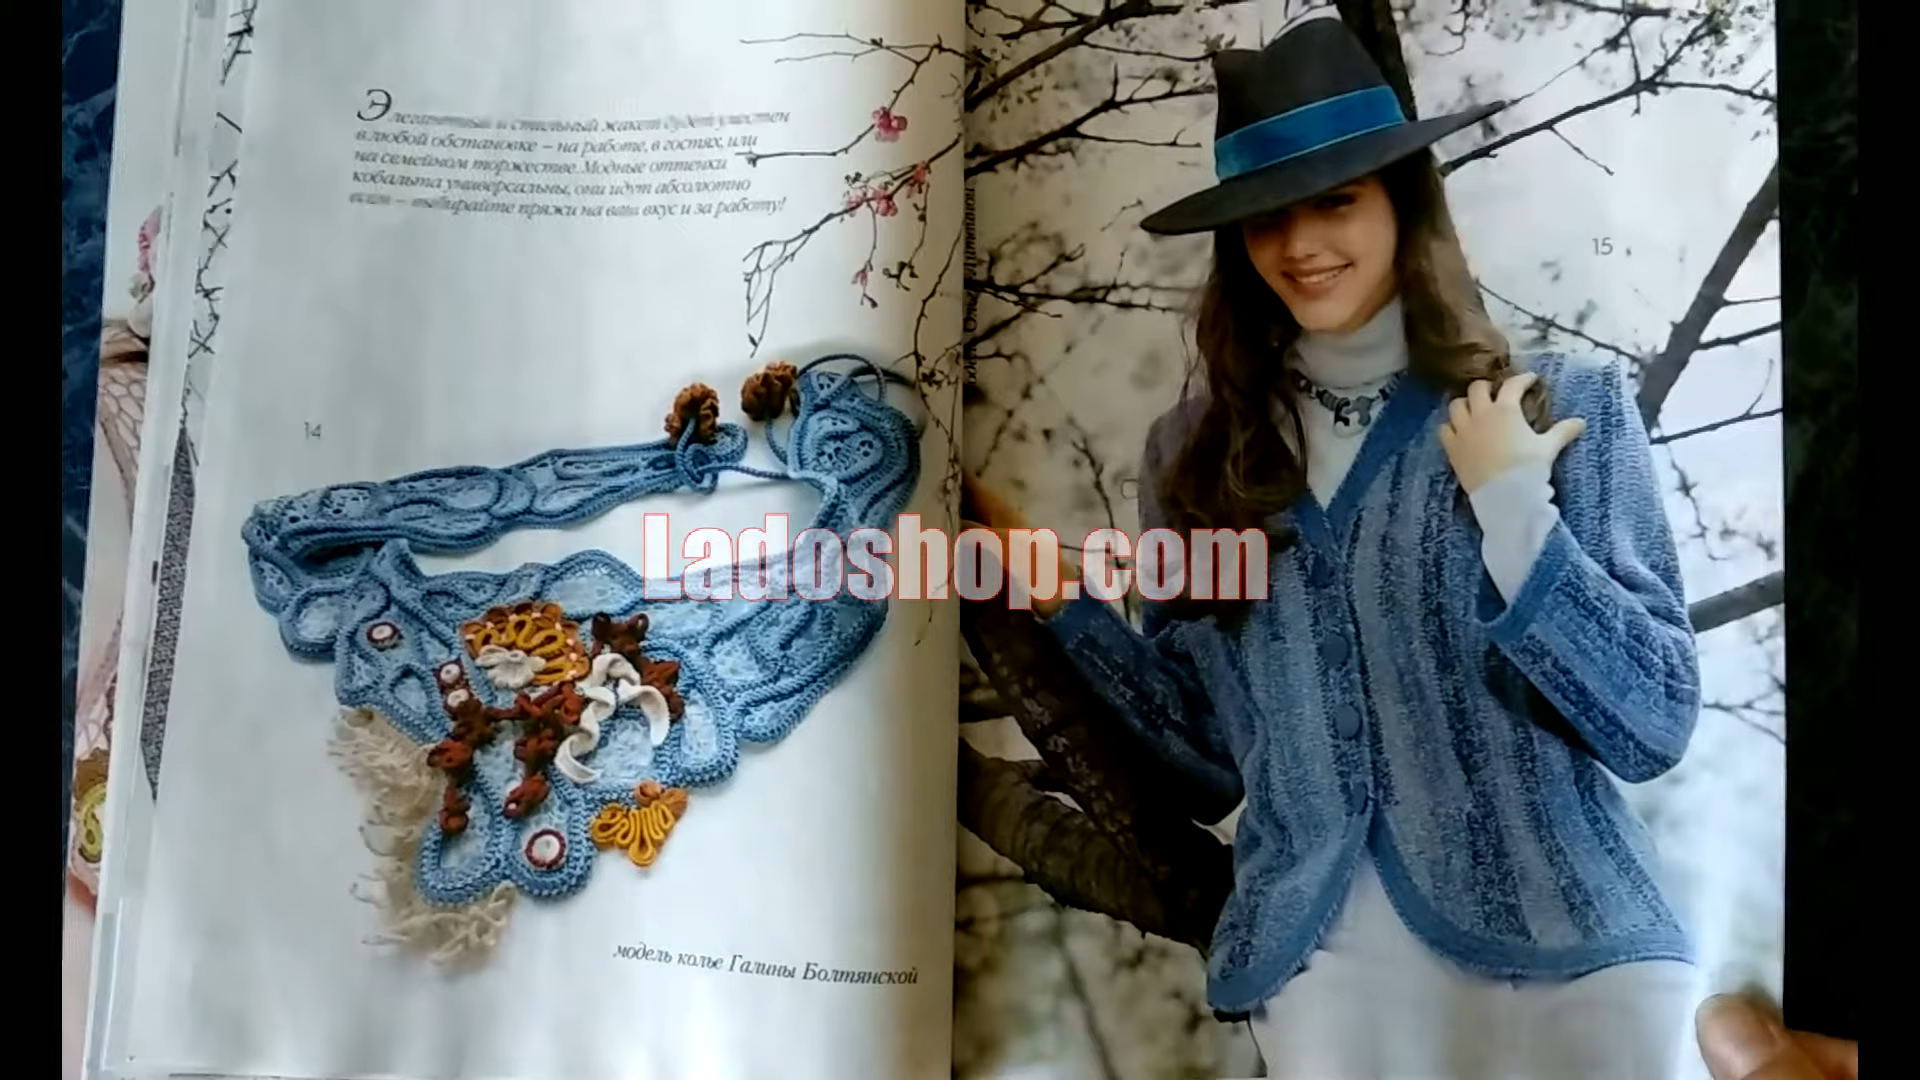 Элегантный и стильный жакет будет уместен
в любой обстановке – на работе, в гостях, или
на семейном торжестве. Модные оттенки
кобальта универсальны, они идут абсолютно
всем – выбирайте пряжи на ваш вкус и за работу!
14
модель колье Галины Болтянской
15
Ladoshop.com